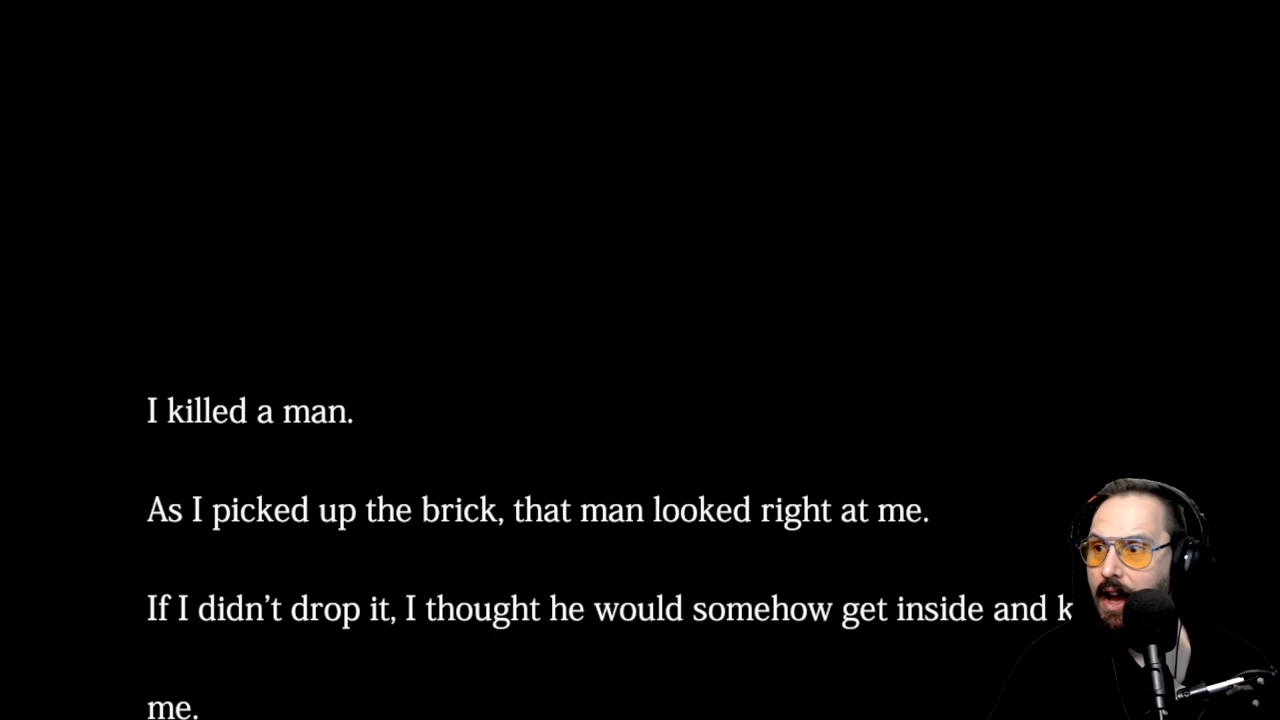 I killed a man.
As I picked up the brick, that man looked right at me.
If I didn’t drop it, I thought he would somehow get inside and k
me.